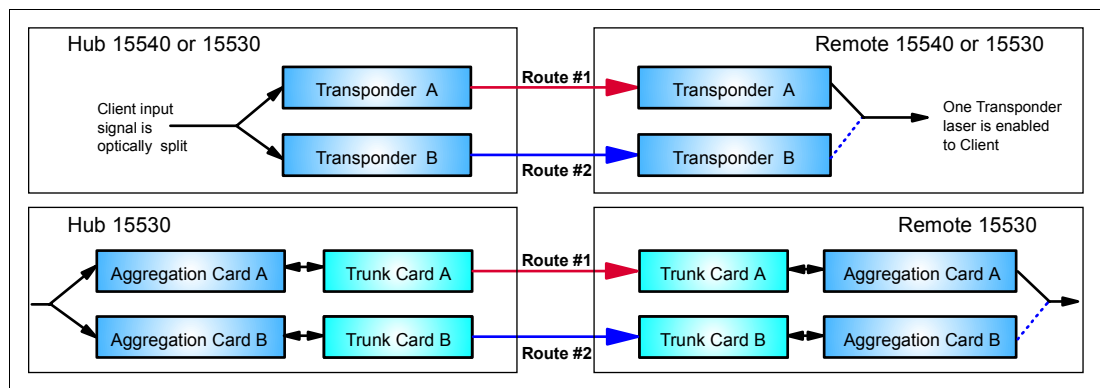 Hub 15540 or 15530
Remote 15540 or 15530
Client input
signal is
optically split
Transponder A
Transponder B
Route #1
Route #2
Transponder A
Transponder B
One Transponder
laser is enabled
to Client
Hub 15530
Remote 15530
Aggregation Card A
Trunk Card A
Route #1
Trunk Card A
Aggregation Card A
Aggregation Card B
Trunk Card B
Route #2
Trunk Card B
Aggregation Card B